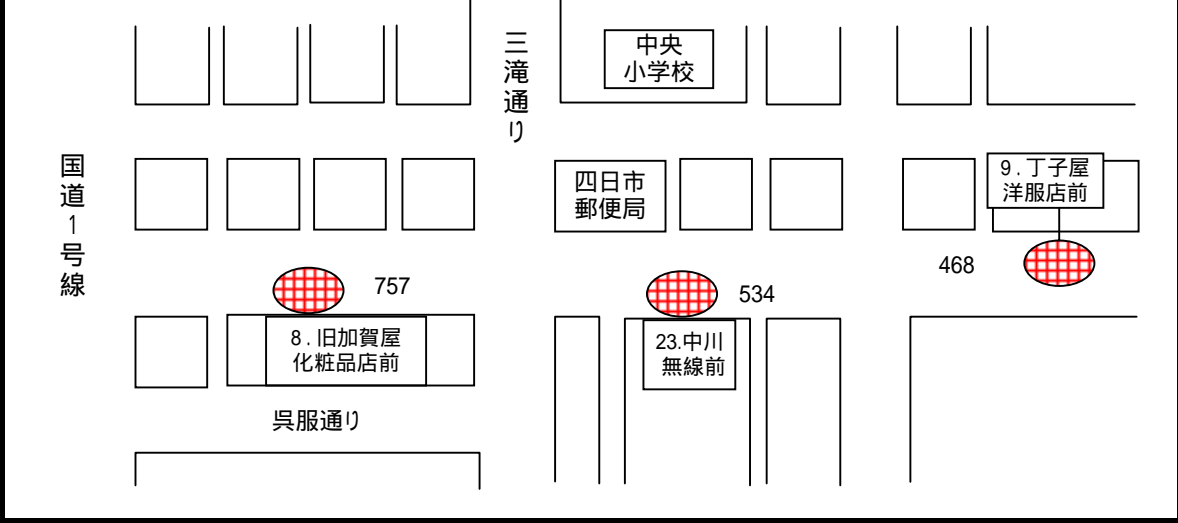 三滝通り
中央
小学校
国道1号線
四日市
郵便局
9.丁子屋
洋服店前
757
534
468
8.旧加賀屋
化粧品店前
23.中川
無線前
呉服通り